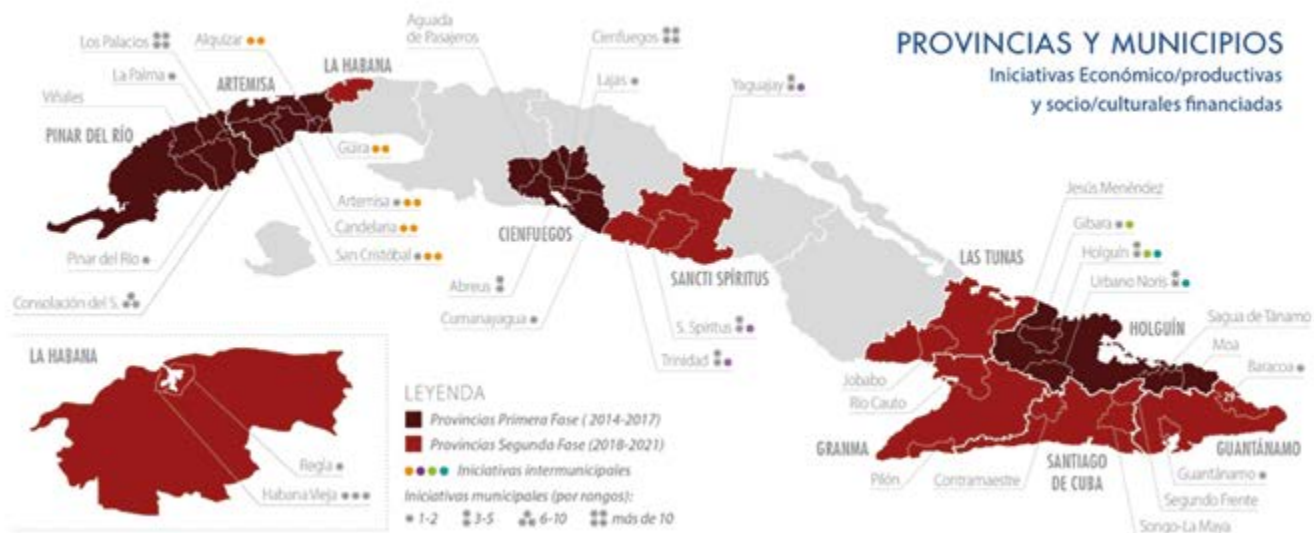 PROVINCIAS Y MUNICIPIOS
Iniciativas Económico/productivas
y socio/culturales financiadas
Los Palacios
Alquízar
LA HABANA
Aguada
de Pasajeros
Cienfuegos
La Palma
ARTEMISA
Lajas
Yaguajay
Viñales
PINAR DEL RÍO
Güira
Artemisa
Candelaria
San Cristóbal
Pinar del Río
Consolación del S.
CIENFUEGOS
Abreus
Cumanayagua
SANCTI SPÍRITUS
S. Spiritus
Trinidad
Jesús Menéndez
Gibara
LAS TUNAS
Holguín
Urbano Noris
HOLGUÍN
Sagua de Tánamo
Moa
Baracoa
29
Jobabo
Río Cauto
GRANMA
Pilón
Contramaestre
SANTIAGO
DE CUBA
GUANTÁNAMO
Guantánamo
Segundo Frente
Songo-La Maya
LA HABANA
Regla
Habana Vieja
LEYENDA
Provincias Primera Fase ( 2014-2017)
Provincias Segunda Fase (2018-2021)
Iniciativas intermunicipales
Iniciativas municipales (por rangos):
1-2 3-5 6-10 más de 10